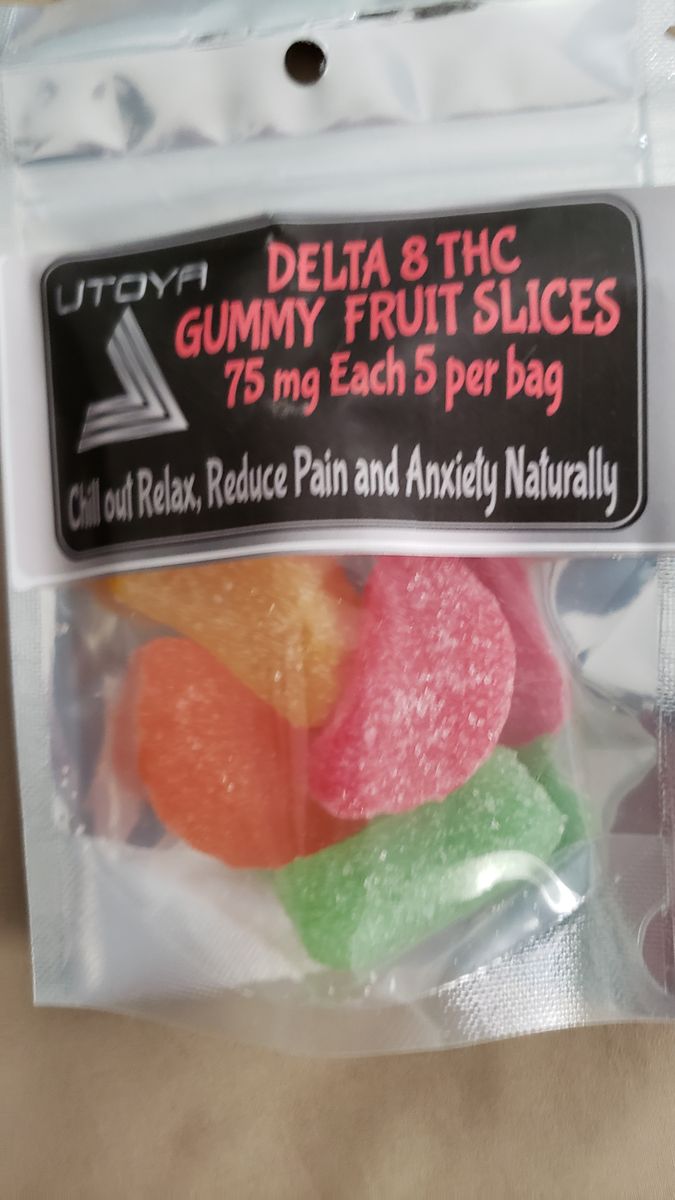 UTOYA
DELTA 8 THC
GUMMY FRUIT SLICES
75 mg Each 5 per bag
Chill out Relax, Reduce Pain and Anxiety Naturally